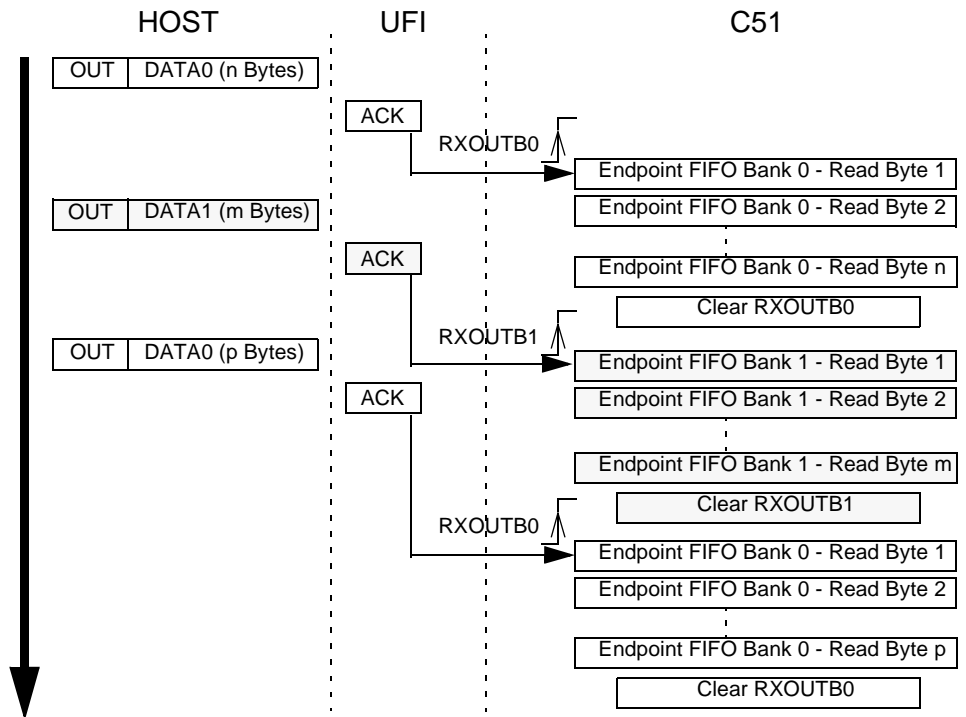 HOST UFI C51
OUT DATA0 (n Bytes)
ACK
RXOUTB0
Endpoint FIFO Bank 0 - Read Byte 1
OUT DATA1 (m Bytes)
Endpoint FIFO Bank 0 - Read Byte 2
ACK
Endpoint FIFO Bank 0 - Read Byte n
Clear RXOUTB0
RXOUTB1
OUT DATA0 (p Bytes)
Endpoint FIFO Bank 1 - Read Byte 1
ACK
Endpoint FIFO Bank 1 - Read Byte 2
Endpoint FIFO Bank 1 - Read Byte m
Clear RXOUTB1
RXOUTB0
Endpoint FIFO Bank 0 - Read Byte 1
Endpoint FIFO Bank 0 - Read Byte 2
Endpoint FIFO Bank 0 - Read Byte p
Clear RXOUTB0